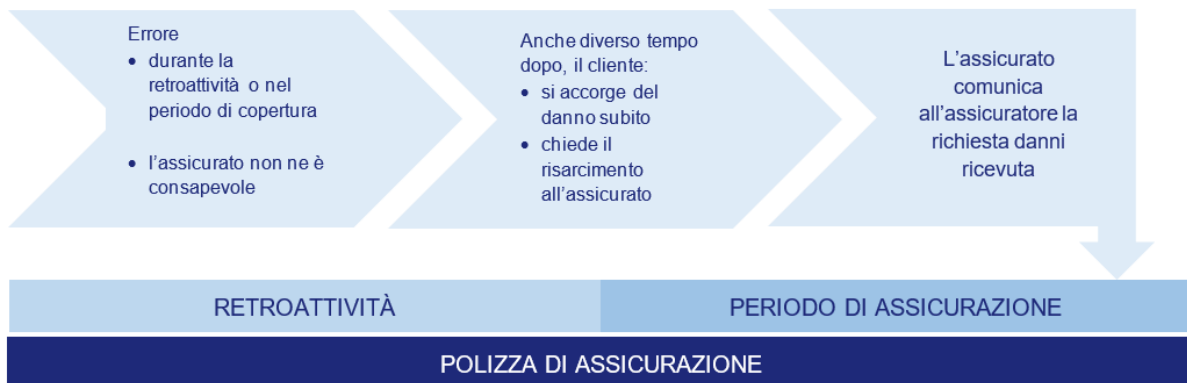 Errore
• durante la
retroattività o nel
periodo di copertura
• l'assicurato non ne è
consapevole
Anche diverso tempo
dopo, il cliente:
• si accorge del
danno subito
• chiede il
risarcimento
all'assicurato
L'assicurato
comunica
all'assicuratore la
richiesta danni
ricevuta
RETROATTIVITÀ
PERIODO DI ASSICURAZIONE
POLIZZA DI ASSICURAZIONE